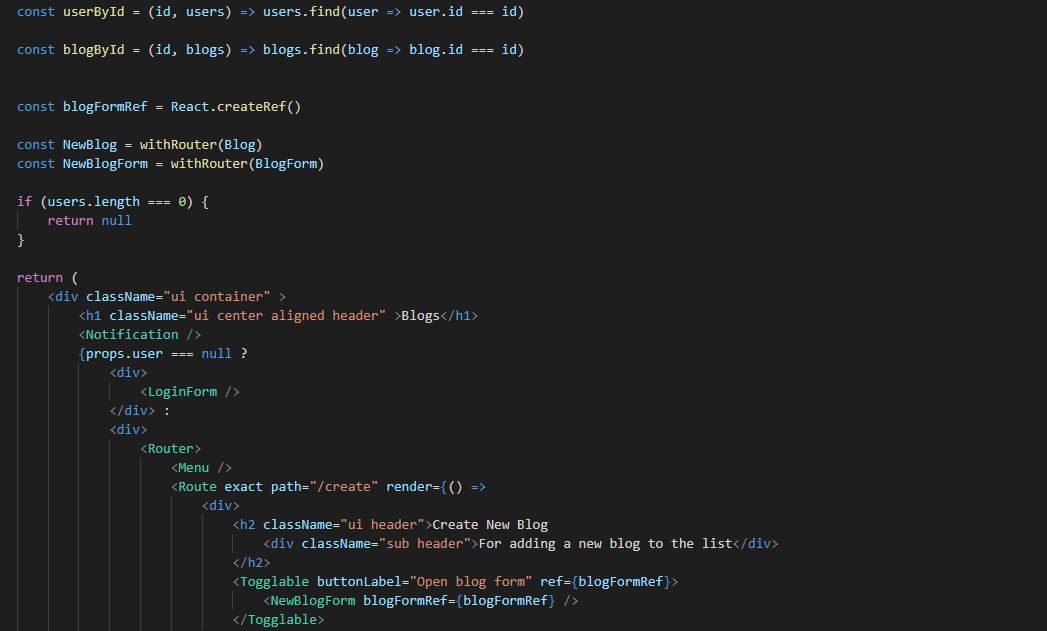 const userById = (id, users) => users.find(user => user.id === id)
const blogById = (id, blogs) => blogs.find(blog => blog.id === id)
const blogFormRef = React.createRef()
const NewBlog = withRouter(Blog)
const NewBlogForm = withRouter(BlogForm)
if (users.length === 0) {
    return null
}
return (
    <div className="ui container" >
        <h1 className="ui center aligned header" >Blogs</h1>
        <Notification />
        {props.user === null ?
            <div>
                <LoginForm />
            </div> :
            <div>
                <Router>
                    <Menu />
                    <Route exact path="/create" render={() =>
                        <div>
                            <h2 className="ui header">Create New Blog
                                <div className="sub header">For adding a new blog to the list</div>
                            </h2>
                            <Togglable buttonLabel="Open blog form" ref={blogFormRef}>
                                <NewBlogForm blogFormRef={blogFormRef} />
                            </Togglable>